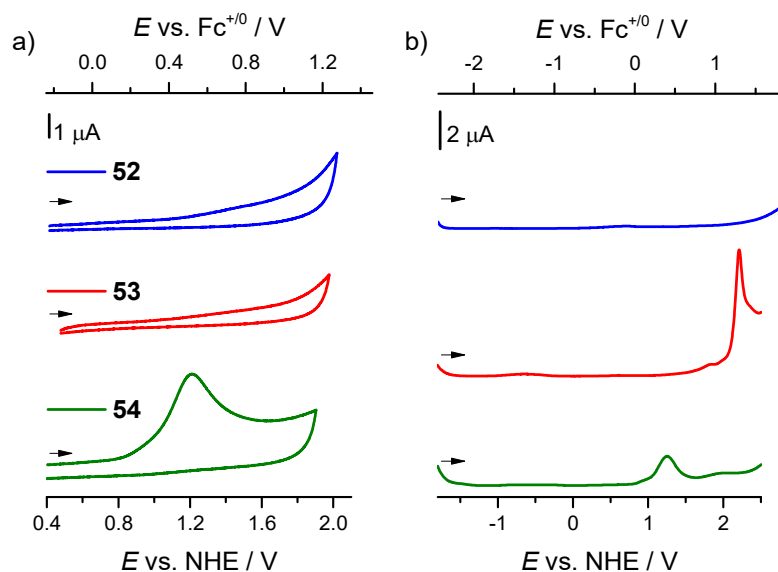 a)
E vs. Fc+/0 / V
0.0 0.4 0.8 1.2
1 μA
52
53
54
0.4 0.8 1.2 1.6 2.0
E vs. NHE / V
b)
E vs. Fc+/0 / V
-2 -1 0 1
2 μA
-1 0 1 2
E vs. NHE / V